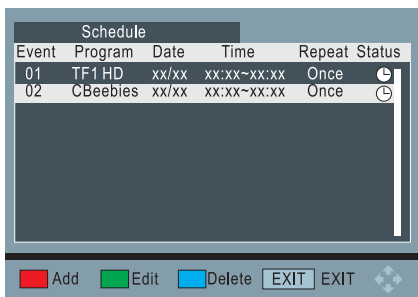 Schedule
Event Program Date Time Repeat Status
01 TF1 HD xx/xx xx:xx~xx:xx Once
02 CBeebies xx/xx xx:xx~xx:xx Once
Add Edit Delete EXIT EXIT